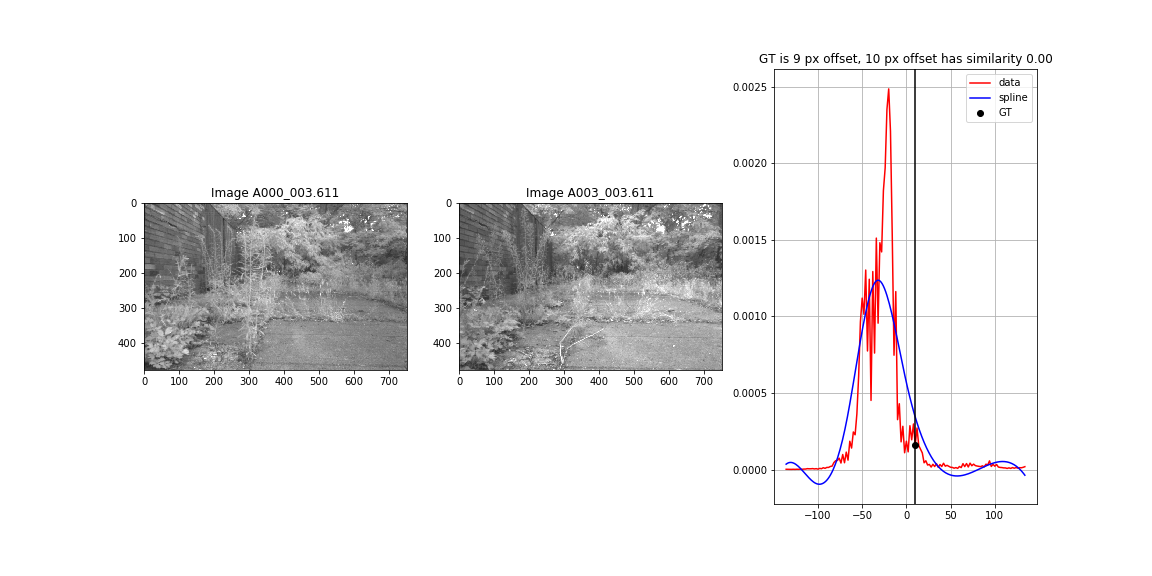 GT is 9 px offset, 10 px offset has similarity 0.00
data
spline
GT
0.0025
0.0020
0.0015
0.0010
0.0005
0.0000
−100 −50 0 50 100
Image A000_003.611
0
100
200
300
400
0 100 200 300 400 500 600 700
Image A003_003.611
0
100
200
300
400
0 100 200 300 400 500 600 700